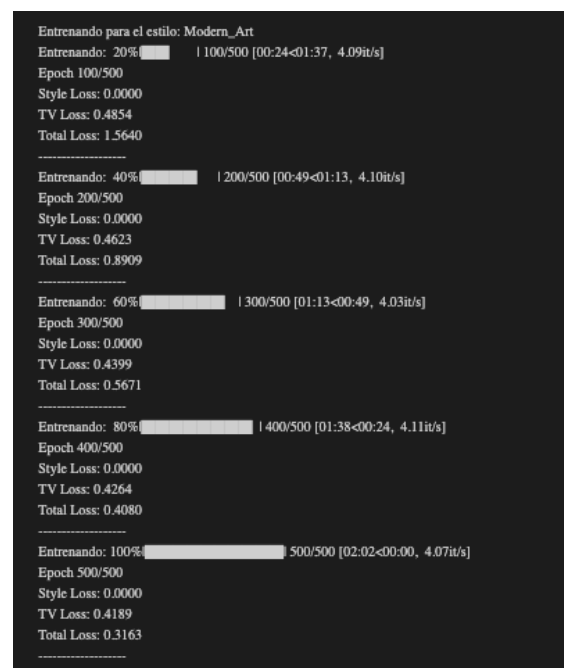 Entrenando para el estilo: Modern_Art
Entrenando: 20%| | 100/500 [00:24<01:37, 4.09it/s]
Epoch 100/500
Style Loss: 0.0000
TV Loss: 0.4854
Total Loss: 1.5640
-------------------
Entrenando: 40%| | 200/500 [00:49<01:13, 4.10it/s]
Epoch 200/500
Style Loss: 0.0000
TV Loss: 0.4623
Total Loss: 0.8909
-------------------
Entrenando: 60%| | 300/500 [01:13<00:49, 4.03it/s]
Epoch 300/500
Style Loss: 0.0000
TV Loss: 0.4399
Total Loss: 0.5671
-------------------
Entrenando: 80%| | 400/500 [01:38<00:24, 4.11it/s]
Epoch 400/500
Style Loss: 0.0000
TV Loss: 0.4264
Total Loss: 0.4080
-------------------
Entrenando: 100%| | 500/500 [02:02<00:00, 4.07it/s]
Epoch 500/500
Style Loss: 0.0000
TV Loss: 0.4189
Total Loss: 0.3163
-------------------